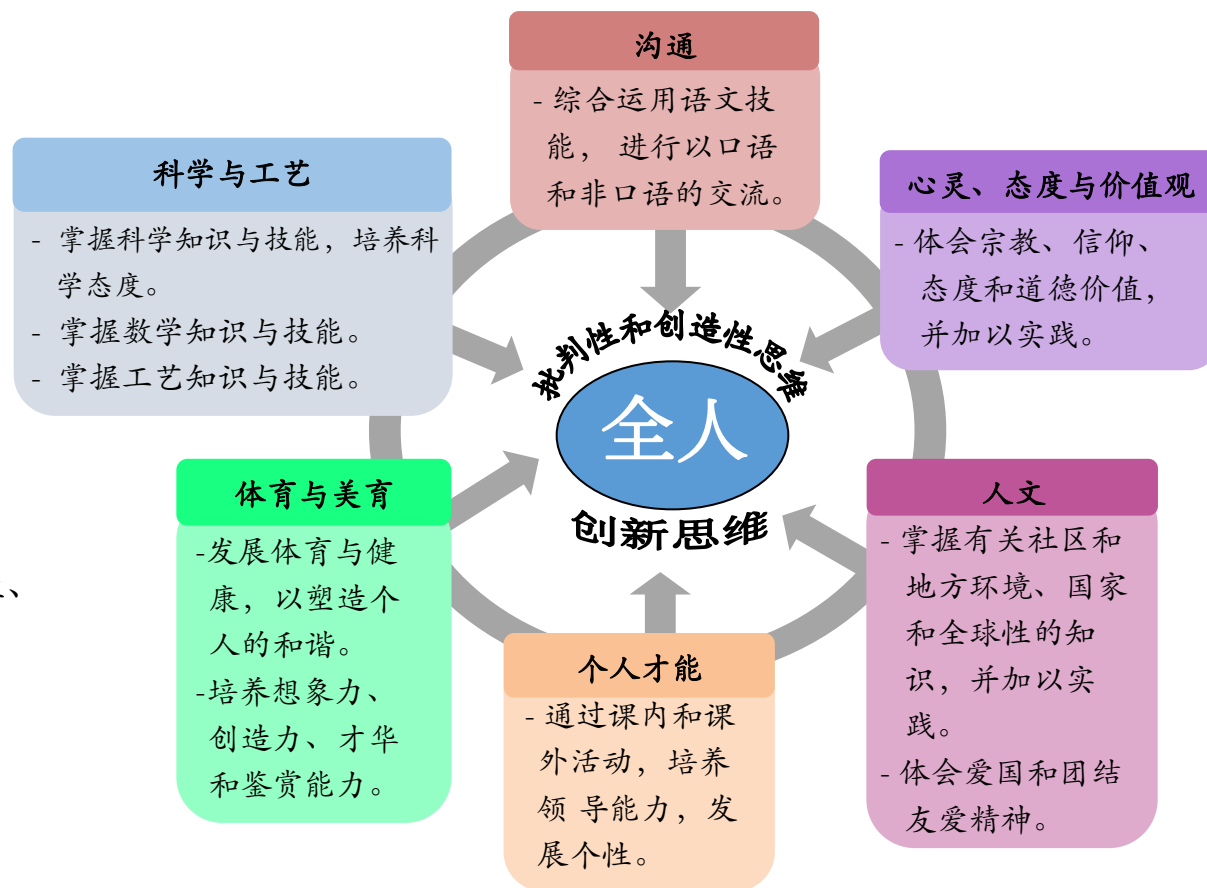 沟通
- 综合运用语文技
能， 进行以口语
和非口语的交流。
科学与工艺
- 掌握科学知识与技能，培养科
学态度。
- 掌握数学知识与技能。
- 掌握工艺知识与技能。
心灵、态度与价值观
- 体会宗教、信仰、
态度和道德价值，
并加以实践。
批判性和创造性思维
全人
创新思维
体育与美育
-发展体育与健
康，以塑造个
人的和谐。
-培养想象力、
创造力、才华
和鉴赏能力。
个人才能
- 通过课内和课
外活动，培养
领 导能力，发
展个性。
人文
- 掌握有关社区和
地方环境、国家
和全球性的知
识，并加以实
践。
- 体会爱国和团结
友爱精神。
、